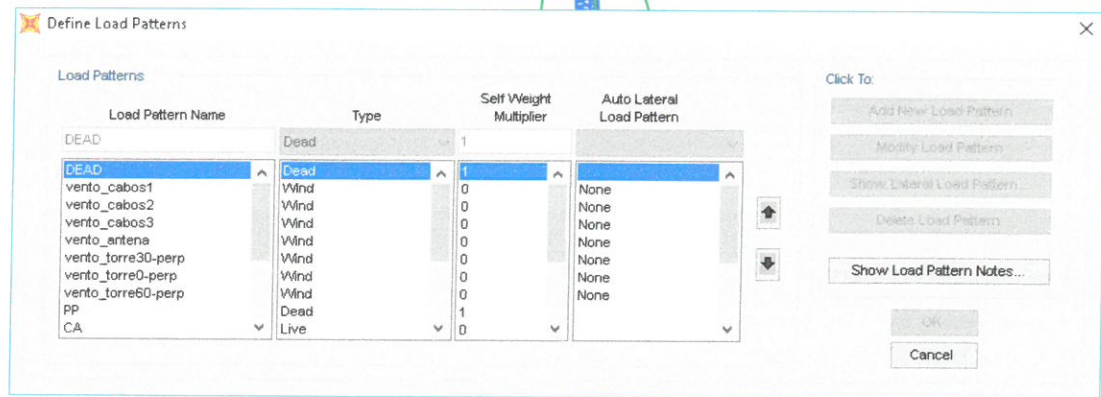 Define Load Patterns
Load Patterns
Click To:
Load Pattern Name Type Self Weight Multiplier Auto Lateral Load Pattern
DEAD Dead 1
DEAD Dead 1
vento_cabos1 Wind 0 None
vento_cabos2 Wind 0 None
vento_cabos3 Wind 0 None
vento_antena Wind 0 None
vento_torre30-perp Wind 0 None
vento_torre0-perp Wind 0 None
vento_torre60-perp Wind 0 None
PP Dead 1
CA Live 0
Add New Load Pattern
Modify Load Pattern
Show Lateral Load Pattern...
Delete Load Pattern
Show Load Pattern Notes...
OK
Cancel